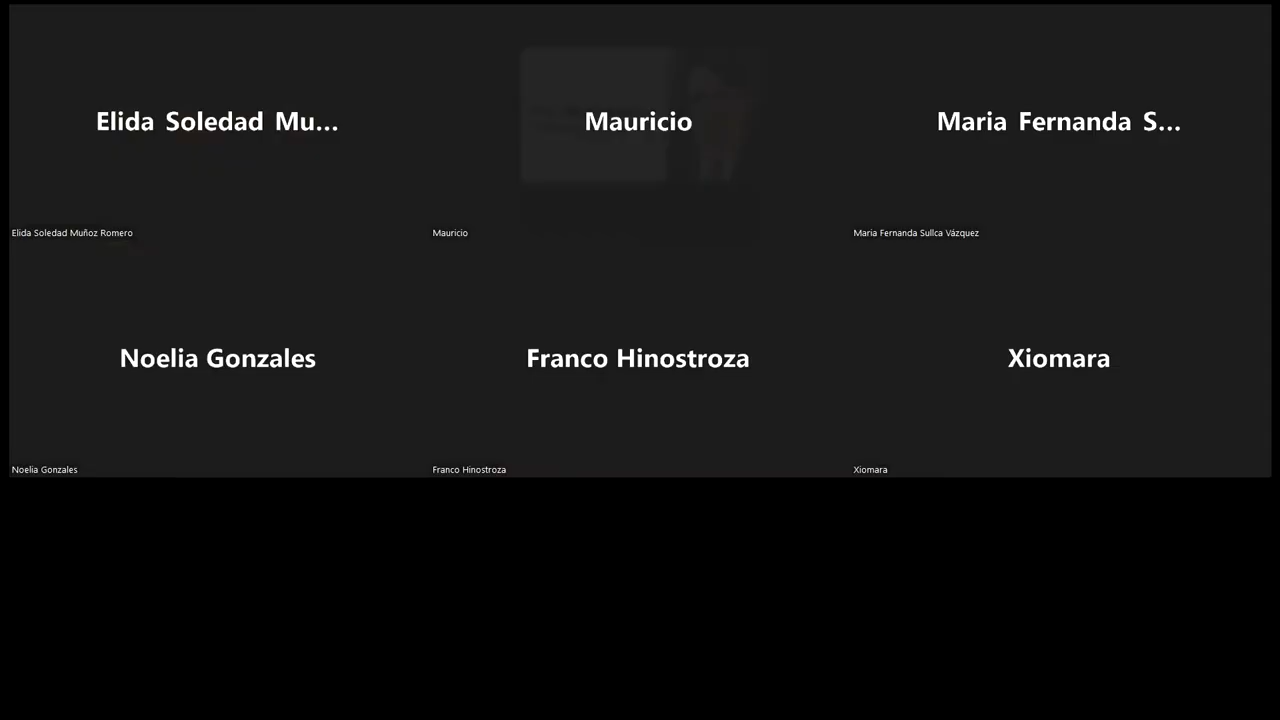 Elida Soledad Mu...
Mauricio
Maria Fernanda S...
Elida Soledad Muñoz Romero
Mauricio
Maria Fernanda Sullca Vázquez
Noelia Gonzales
Franco Hinostroza
Xiomara
Noelia Gonzales
Franco Hinostroza
Xiomara